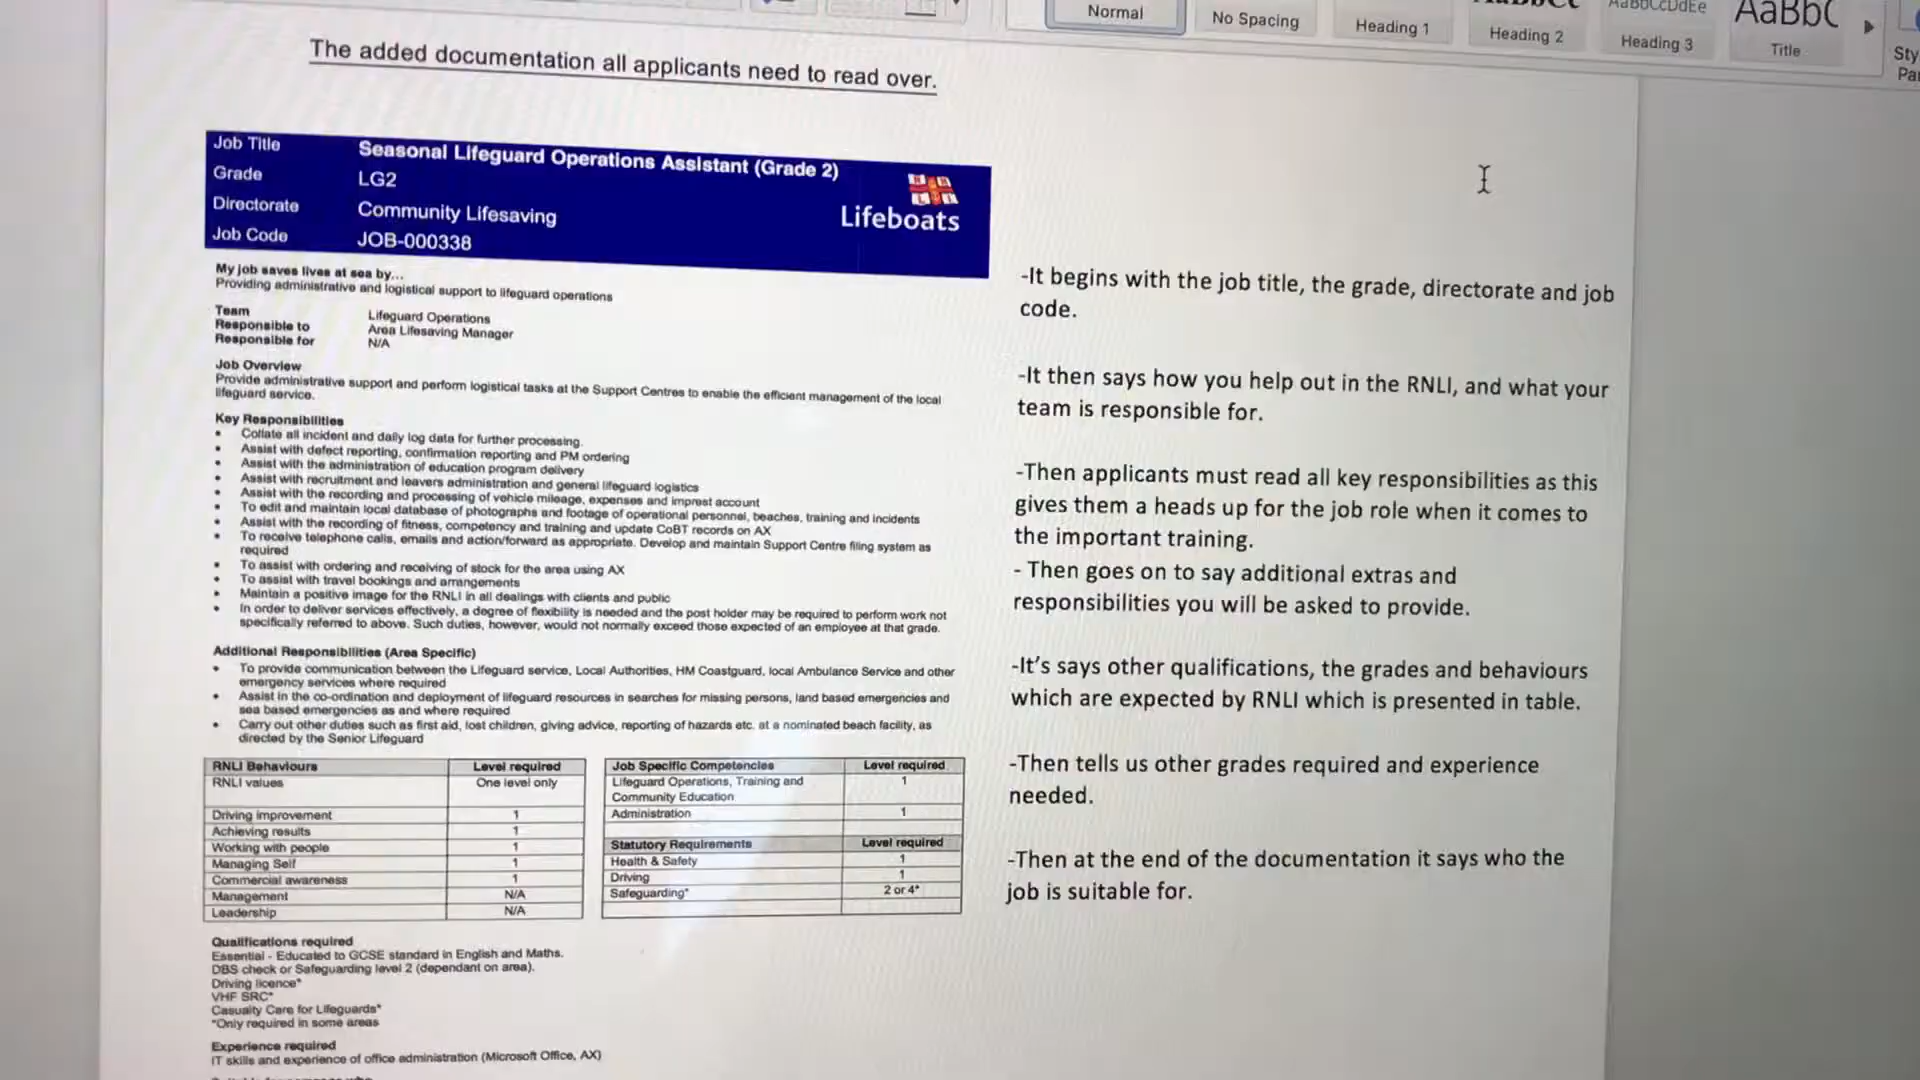 Normal
No Spacing
Heading 1
Heading 2
AaBbCcDdEe
Heading 3
AaBbC
Title
Sty
Pa
The added documentation all applicants need to read over.
Job Title Seasonal Lifeguard Operations Assistant (Grade 2)
Grade LG2
Directorate Community Lifesaving
Job Code JOB-000338
RNLI
Lifeboats
My job saves lives at sea by...
Providing administrative and logistical support to lifeguard operations
Team Lifeguard Operations
Responsible to Area Lifesaving Manager
Responsible for N/A
Job Overview
Provide administrative support and perform logistical tasks at the Support Centres to enable the efficient management of the local
lifeguard service.
Key Responsibilities
• Collate all incident and daily log data for further processing.
• Assist with defect reporting, confirmation reporting and PM ordering
• Assist with the administration of education program delivery
• Assist with recruitment and leavers administration and general lifeguard logistics
• Assist with the recording and processing of vehicle mileage, expenses and imprest account
• To edit and maintain local database of photographs and footage of operational personnel, beaches, training and incidents
• Assist with the recording of fitness, competency and training and update CoBT records on AX
• To receive telephone calls, emails and action/forward as appropriate. Develop and maintain Support Centre filing system as
required
• To assist with ordering and receiving of stock for the area using AX
• To assist with travel bookings and arrangements
• Maintain a positive image for the RNLI in all dealings with clients and public
• In order to deliver services effectively, a degree of flexibility is needed and the post holder may be required to perform work not
specifically referred to above. Such duties, however, would not normally exceed those expected of an employee at that grade.
Additional Responsibilities (Area Specific)
• To provide communication between the Lifeguard service, Local Authorities, HM Coastguard, local Ambulance Service and other
emergency services where required
• Assist in the co-ordination and deployment of lifeguard resources in searches for missing persons, land based emergencies and
sea based emergencies as and where required
• Carry out other duties such as first aid, lost children, giving advice, reporting of hazards etc. at a nominated beach facility, as
directed by the Senior Lifeguard
RNLI Behaviours Level required
RNLI values One level only
Driving improvement 1
Achieving results 1
Working with people 1
Managing Self 1
Commercial awareness 1
Management N/A
Leadership N/A
Job Specific Competencies Level required
Lifeguard Operations, Training and 1
Community Education
Administration 1
Statutory Requirements Level required
Health & Safety 1
Driving 1
Safeguarding* 2 or 4*
Qualifications required
Essential - Educated to GCSE standard in English and Maths.
DBS check or Safeguarding level 2 (dependant on area).
Driving licence*
VHF SRC*
Casualty Care for Lifeguards*
*Only required in some areas
Experience required
IT skills and experience of office administration (Microsoft Office, AX)
-It begins with the job title, the grade, directorate and job
code.
-It then says how you help out in the RNLI, and what your
team is responsible for.
-Then applicants must read all key responsibilities as this
gives them a heads up for the job role when it comes to
the important training.
- Then goes on to say additional extras and
responsibilities you will be asked to provide.
-It's says other qualifications, the grades and behaviours
which are expected by RNLI which is presented in table.
-Then tells us other grades required and experience
needed.
-Then at the end of the documentation it says who the
job is suitable for.